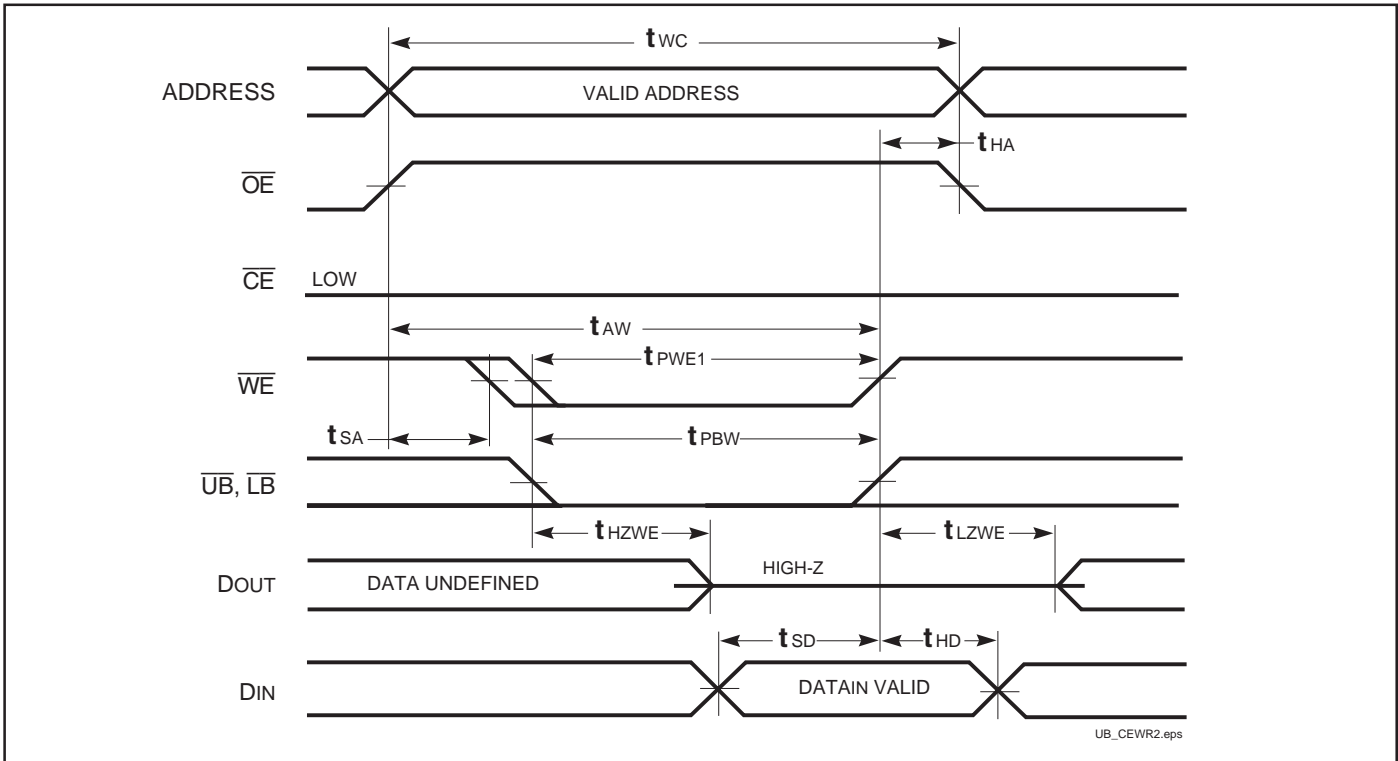 tWC
ADDRESS VALID ADDRESS
tHA
OE
CE LOW
tAW
tPWE1
WE
tSA tPBW
UB, LB
tHZWE tLZWE
DOUT DATA UNDEFINED HIGH-Z
tSD tHD
DIN DATAIN VALID
UB_CEWR2.eps